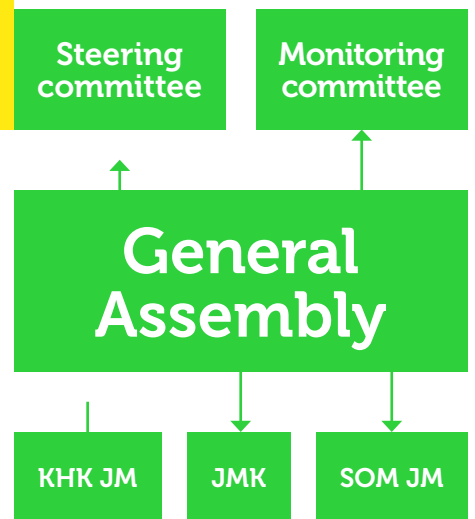 Steering
committee
Monitoring
committee
General
Assembly
KHK JM
JMK
SOM JM